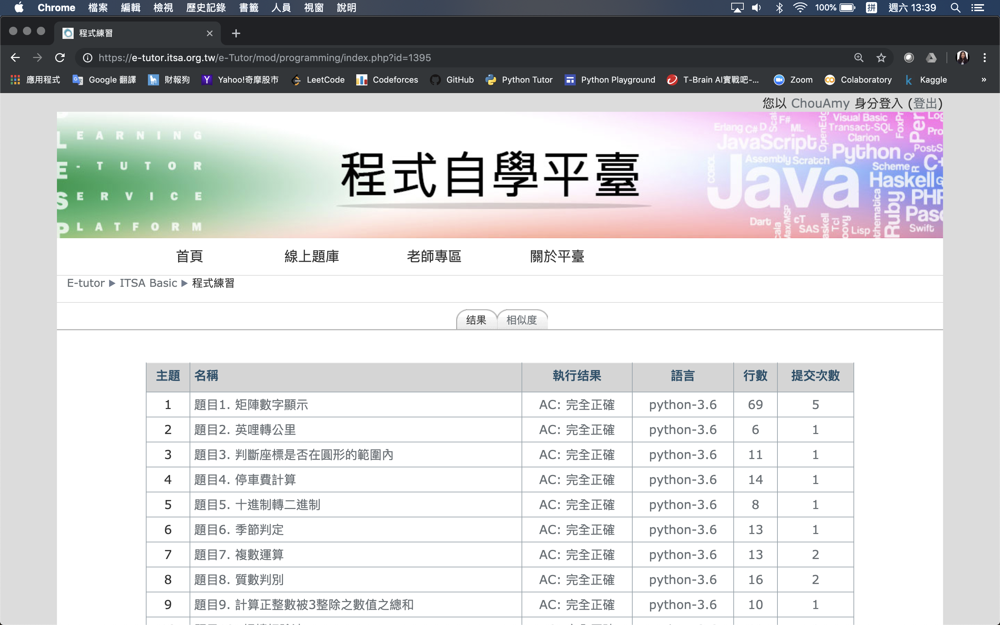 Chrome 檔案 編輯 檢視 歷史記錄 書籤 人員 視窗 說明 100% 拼 週六 13:39
程式練習
https://e-tutor.itsa.org.tw/e-Tutor/mod/programming/index.php?id=1395
應用程式 Google 翻譯 財報狗 Yahoo!奇摩股市 LeetCode Codeforces GitHub Python Tutor Python Playground T-Brain AI實戰吧-... Zoom Colaboratory Kaggle »
您以 ChouAmy 身分登入 (登出)
LEARNING
E-TUTOR
SERVICE
PLATFORM
程式自學平臺
Erlang C# D Scala F# ML OpenEdg Visual Basic Transact-SQL FoxPr Perl Log Pro
JavaScript Clarion Python PostS
COBOL Assembly Scratch Q Scheme R C+
Java Haskell G
thematica Ruby PHP Pasc
Dart Max/MSP cT SAS Tcl Lisp Swift
首頁 線上題庫 老師專區 關於平臺
E-tutor ► ITSA Basic ► 程式練習
结果 相似度
主題 名稱 執行结果 語言 行數 提交次數
1 題目1. 矩陣數字顯示 AC: 完全正確 python-3.6 69 5
2 題目2. 英哩轉公里 AC: 完全正確 python-3.6 6 1
3 題目3. 判斷座標是否在圓形的範圍內 AC: 完全正確 python-3.6 11 1
4 題目4. 停車費計算 AC: 完全正確 python-3.6 14 1
5 題目5. 十進制轉二進制 AC: 完全正確 python-3.6 8 1
6 題目6. 季節判定 AC: 完全正確 python-3.6 13 1
7 題目7. 複數運算 AC: 完全正確 python-3.6 13 2
8 題目8. 質數判別 AC: 完全正確 python-3.6 16 2
9 題目9. 計算正整數被3整除之數值之總和 AC: 完全正確 python-3.6 10 1